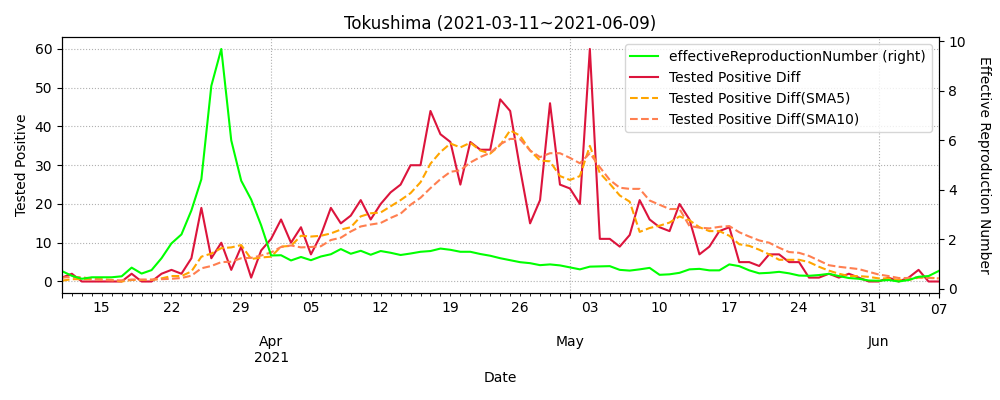 Tokushima (2021-03-11~2021-06-09)
effectiveReproductionNumber (right)
Tested Positive Diff
Tested Positive Diff(SMA5)
Tested Positive Diff(SMA10)
Tested Positive
60
50
40
30
20
10
0
Effective Reproduction Number
10
8
6
4
2
0
15 22 29 05 12 19 26 03 10 17 24 31 07
Apr May Jun
2021
Date